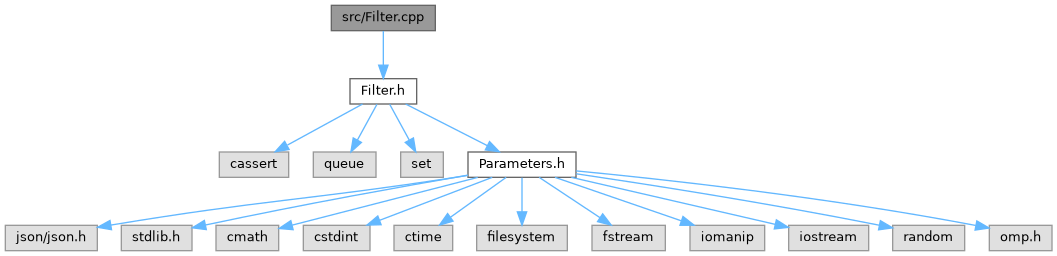 src/Filter.cpp
Filter.h
cassert
queue
set
Parameters.h
json/json.h
stdlib.h
cmath
cstdint
ctime
filesystem
fstream
iomanip
iostream
random
omp.h